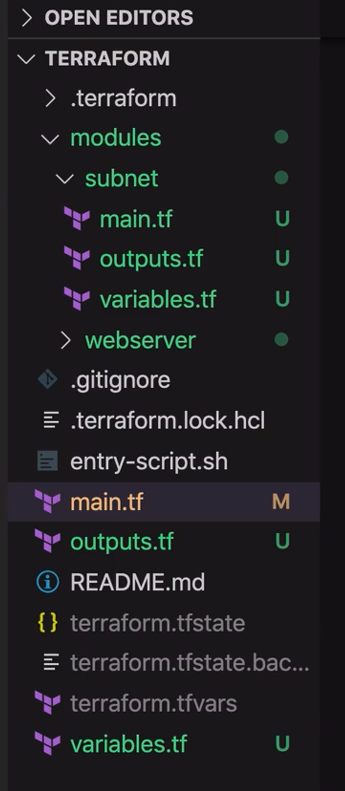 OPEN EDITORS
TERRAFORM
.terraform
modules
subnet
main.tf U
outputs.tf U
variables.tf U
webserver
.gitignore
.terraform.lock.hcl
entry-script.sh
main.tf M
outputs.tf U
README.md
{} terraform.tfstate
terraform.tfstate.bac...
terraform.tfvars
variables.tf U